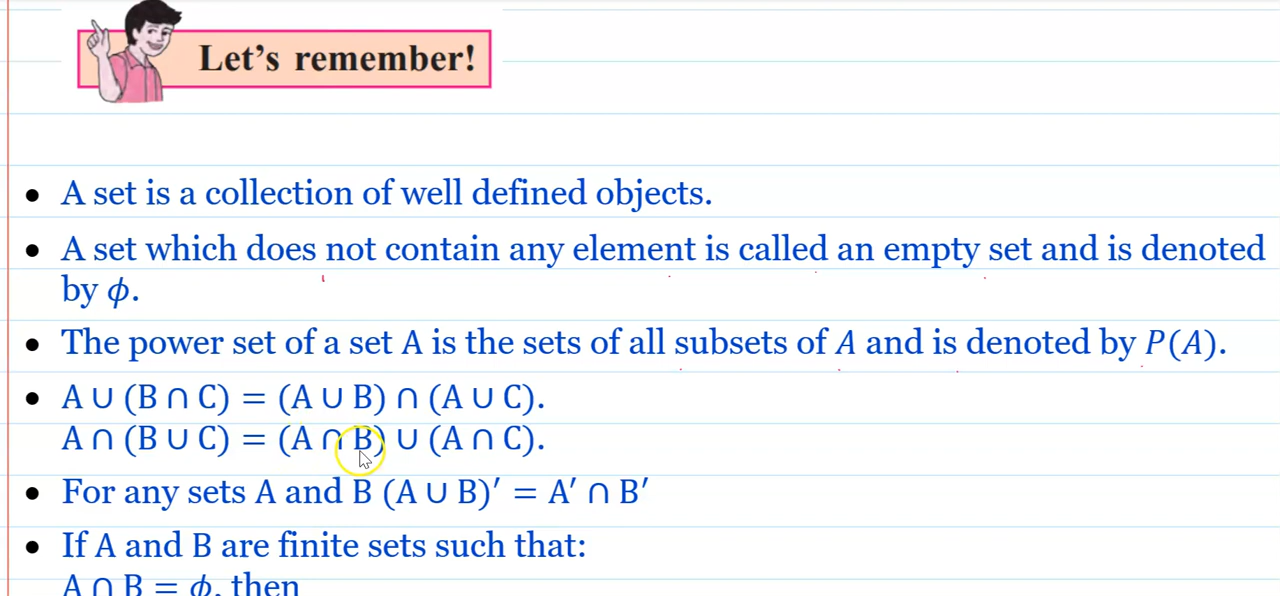 Let's remember!
• A set is a collection of well defined objects.
• A set which does not contain any element is called an empty set and is denoted
by ϕ.
• The power set of a set A is the sets of all subsets of A and is denoted by P(A).
• A ∪ (B ∩ C) = (A ∪ B) ∩ (A ∪ C).
A ∩ (B ∪ C) = (A ∩ B) ∪ (A ∩ C).
• For any sets A and B (A ∪ B)′ = A′ ∩ B′
• If A and B are finite sets such that:
A ∩ B = ϕ, then